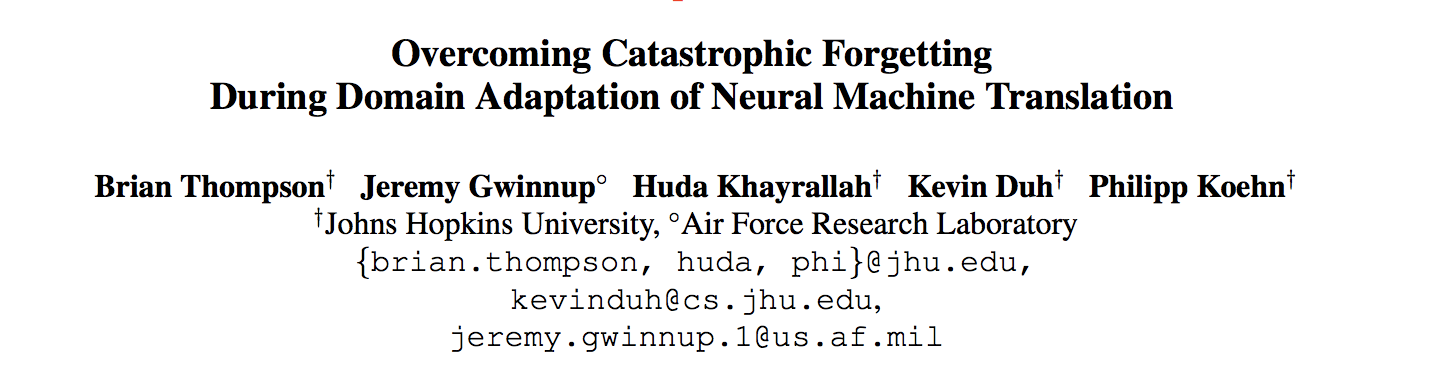 Overcoming Catastrophic Forgetting
During Domain Adaptation of Neural Machine Translation
Brian Thompson† Jeremy Gwinnup° Huda Khayrallah† Kevin Duh† Philipp Koehn†
†Johns Hopkins University, °Air Force Research Laboratory
{brian.thompson, huda, phi}@jhu.edu,
kevinduh@cs.jhu.edu,
jeremy.gwinnup.1@us.af.mil